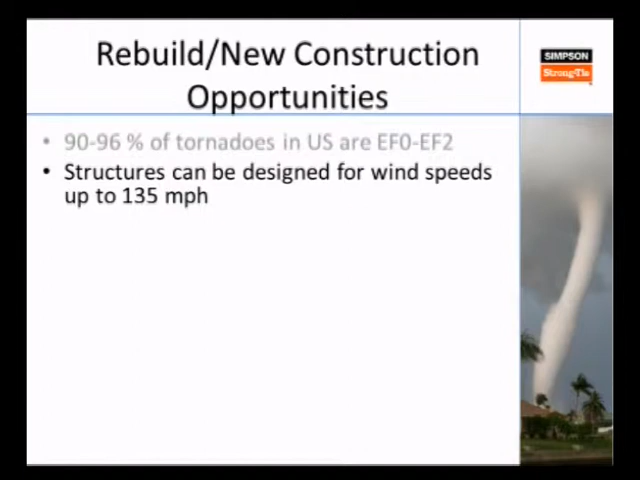 Rebuild/New Construction
Opportunities
SIMPSON
Strong-Tie
• 90-96 % of tornadoes in US are EF0-EF2
• Structures can be designed for wind speeds
up to 135 mph